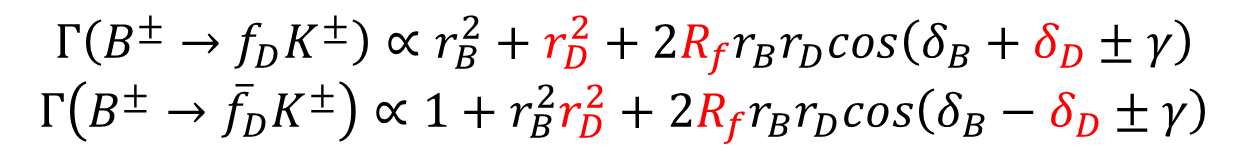 Γ(B^± → f_D K^±) ∝ r_B^2 + r_D^2 + 2R_f r_B r_D cos(δ_B + δ_D ± γ)
Γ(B^± → f̄_D K^±) ∝ 1 + r_B^2 r_D^2 + 2R_f r_B r_D cos(δ_B − δ_D ± γ)